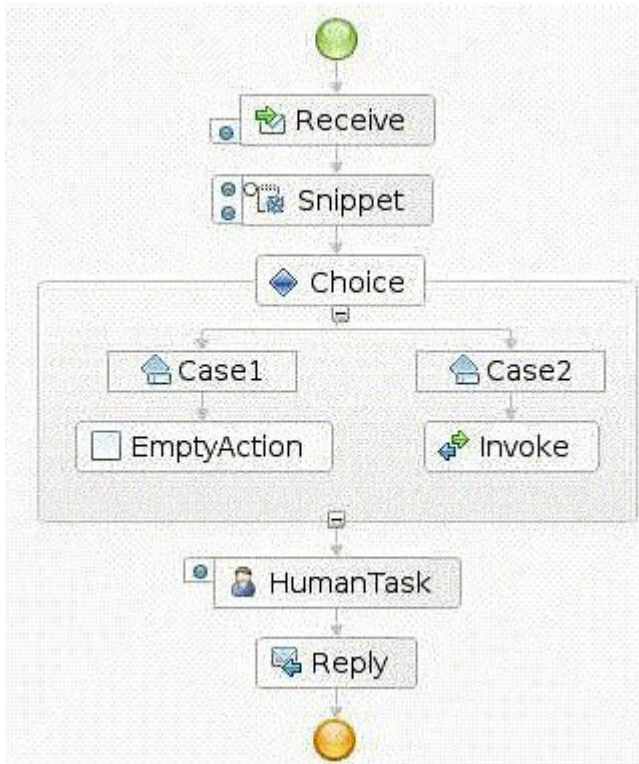 Receive
Snippet
Choice
Case1
Case2
EmptyAction
Invoke
HumanTask
Reply